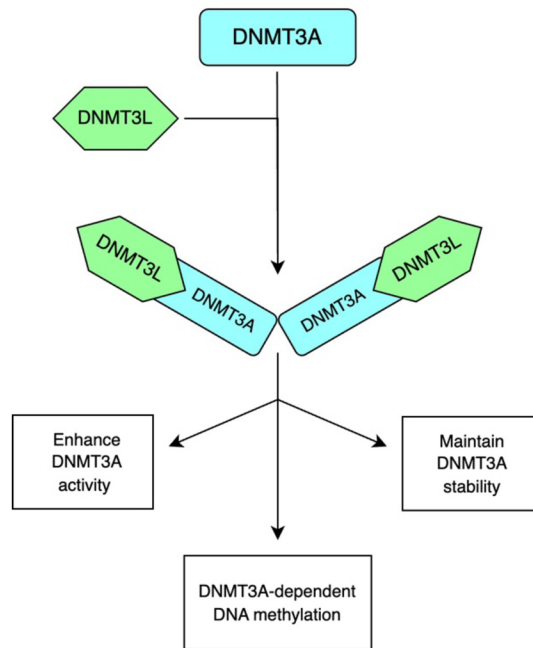 DNMT3A
DNMT3L
DNMT3L
DNMT3A
DNMT3A
DNMT3L
Enhance
DNMT3A
activity
Maintain
DNMT3A
stability
DNMT3A-dependent
DNA methylation